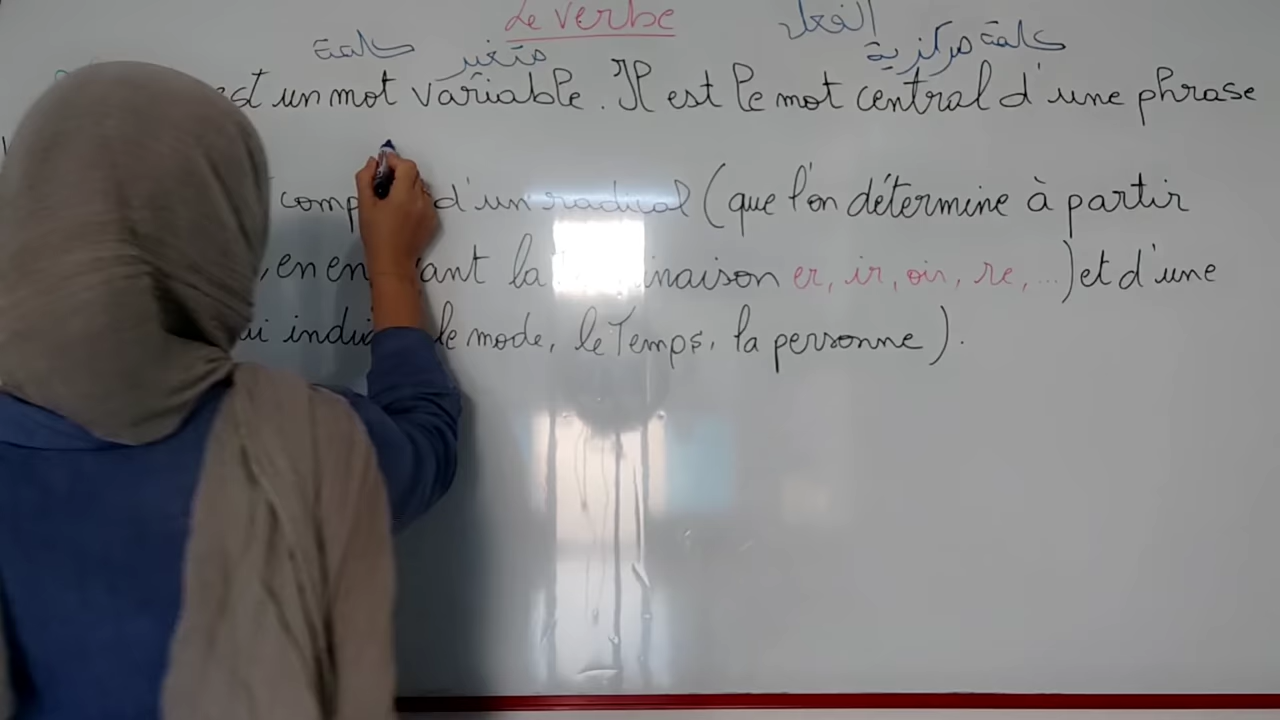 Le verbe الفعل
كلمة متغير كلمة مركزية
est un mot variable. Il est le mot central d'une phrase
comp d'un radical (que l'on détermine à partir
, en en ant la inaison er, ir, oir, re, ...) et d'une
ui indi le mode, le Temps, la personne).